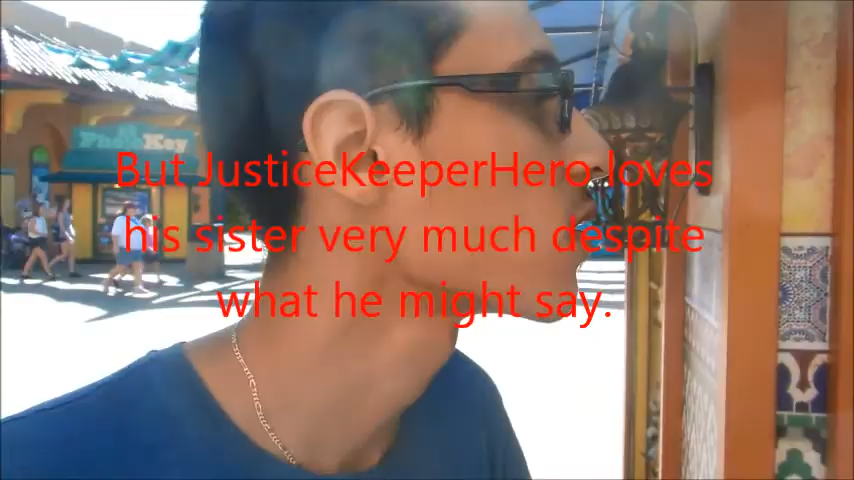 But JusticeKeeperHero loves
his sister very much despite
what he might say.